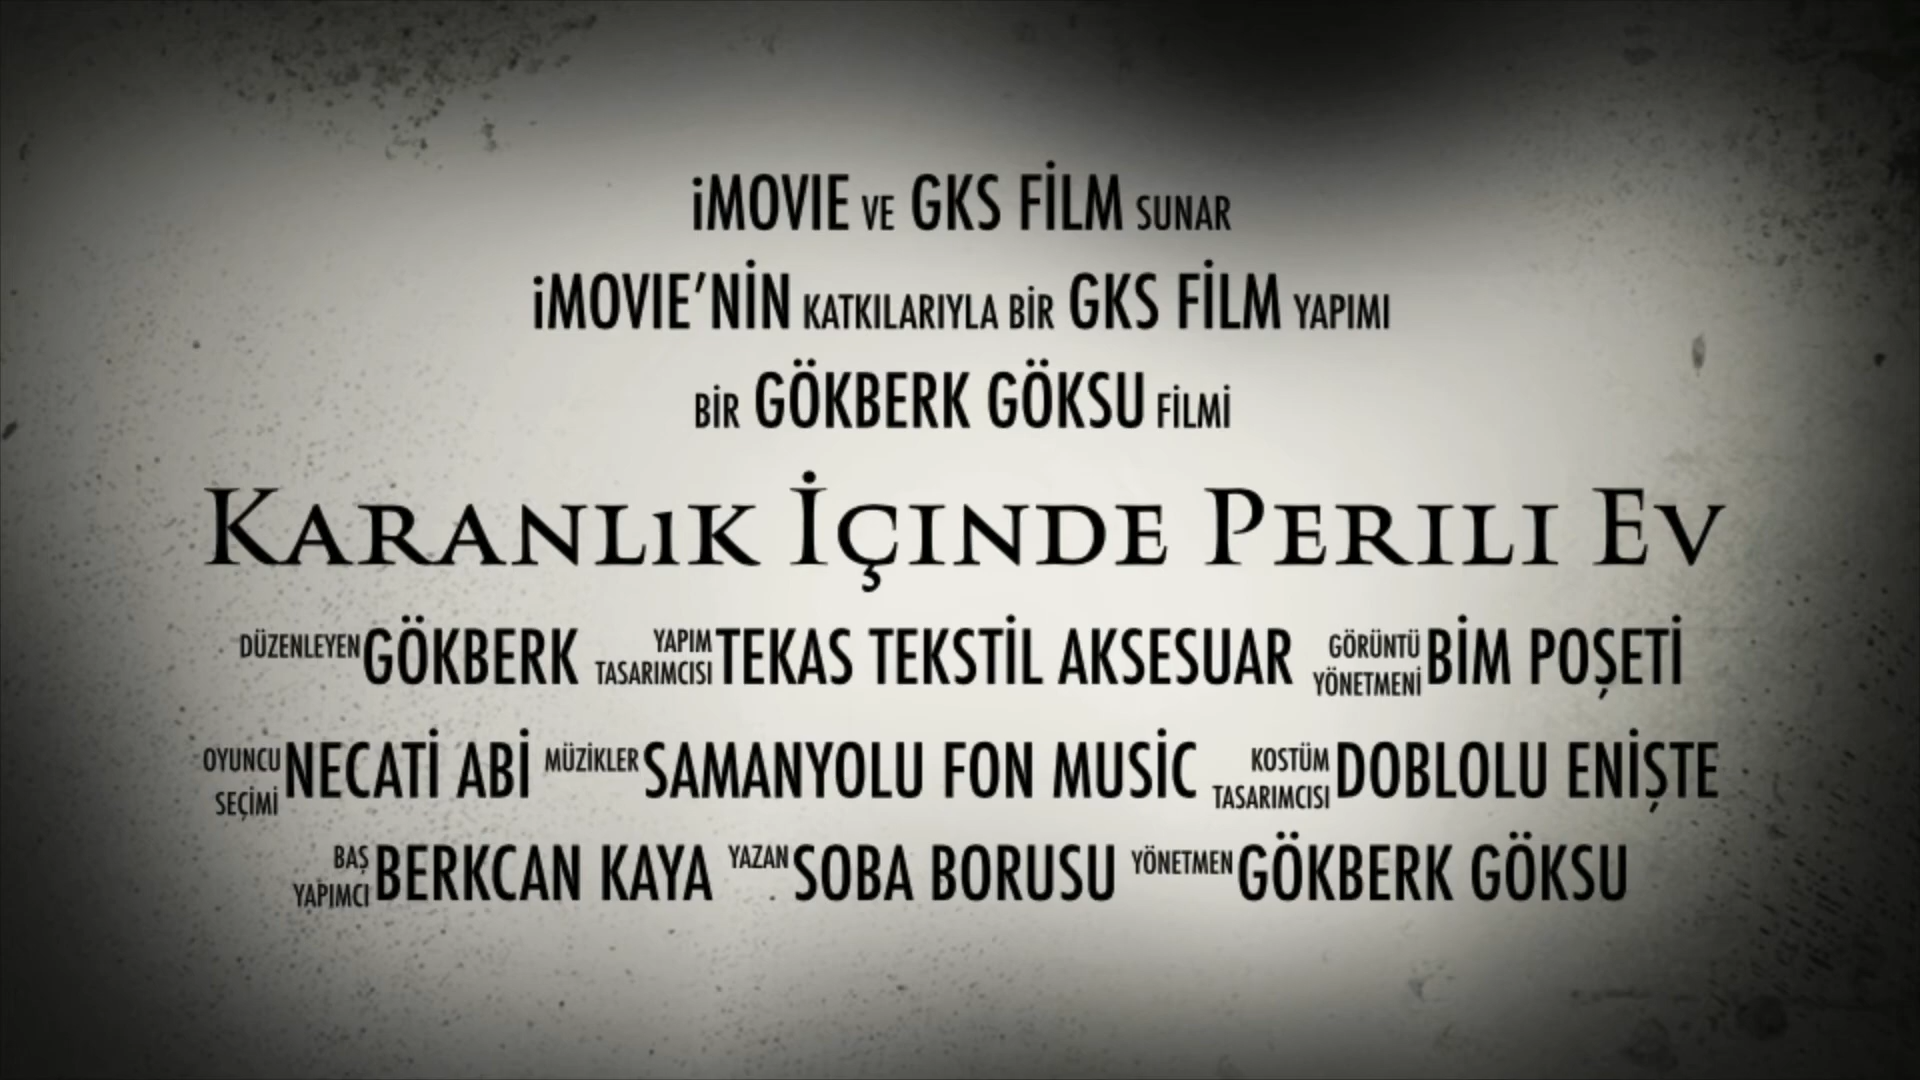 iMOVIE VE GKS FİLM SUNAR
iMOVIE'NİN KATKILARIYLA BİR GKS FİLM YAPIMI
BİR GÖKBERK GÖKSU FİLMİ
KARANLıK İÇINDE PERILI EV
DÜZENLEYEN GÖKBERK YAPIM TASARIMCISI TEKAS TEKSTİL AKSESUAR GÖRÜNTÜ YÖNETMENİ BİM POŞETİ
OYUNCU SEÇİMİ NECATİ ABİ MÜZİKLER SAMANYOLU FON MUSİC KOSTÜM TASARIMCISI DOBLOLU ENİŞTE
BAŞ YAPIMCI BERKCAN KAYA YAZAN SOBA BORUSU YÖNETMEN GÖKBERK GÖKSU